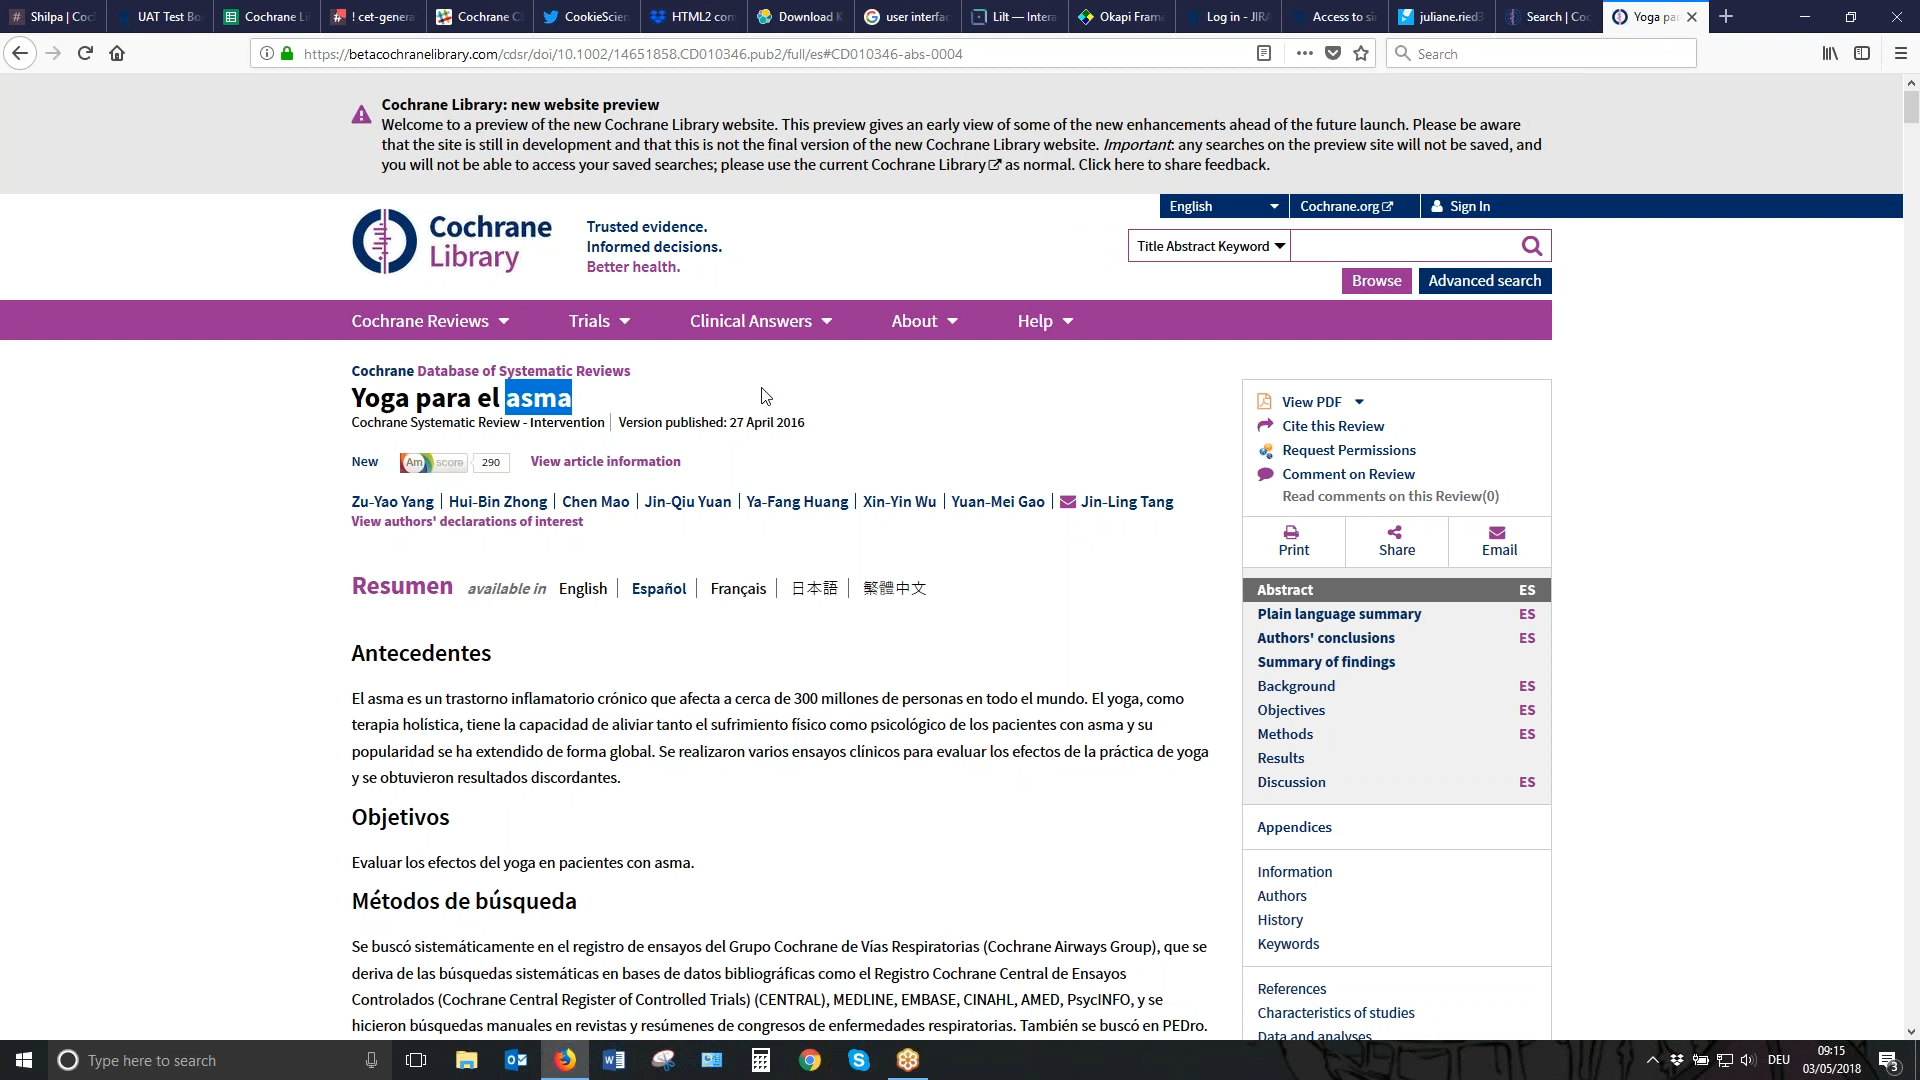 Shilpa | Coc
UAT Test Bo
Cochrane Li
! cet-genera
Cochrane C
CookieScien
HTML2 con
Download K
user interfac
Lilt — Intera
Okapi Frame
Log in - JIRA
Access to si
juliane.ried3
Search | Coc
Yoga par
https://betacochranelibrary.com/cdsr/doi/10.1002/14651858.CD010346.pub2/full/es#CD010346-abs-0004
Search
Cochrane Library: new website preview
Welcome to a preview of the new Cochrane Library website. This preview gives an early view of some of the new enhancements ahead of the future launch. Please be aware
that the site is still in development and that this is not the final version of the new Cochrane Library website. Important: any searches on the preview site will not be saved, and
you will not be able to access your saved searches; please use the current Cochrane Library as normal. Click here to share feedback.
English
Cochrane.org
Sign In
Cochrane
Library
Trusted evidence.
Informed decisions.
Better health.
Title Abstract Keyword
Browse
Advanced search
Cochrane Reviews
Trials
Clinical Answers
About
Help
Cochrane Database of Systematic Reviews
Yoga para el asma
Cochrane Systematic Review - Intervention
Version published: 27 April 2016
New
Am score 290
View article information
Zu-Yao Yang | Hui-Bin Zhong | Chen Mao | Jin-Qiu Yuan | Ya-Fang Huang | Xin-Yin Wu | Yuan-Mei Gao | Jin-Ling Tang
View authors' declarations of interest
Resumen available in English | Español | Français | 日本語 | 繁體中文
Antecedentes
El asma es un trastorno inflamatorio crónico que afecta a cerca de 300 millones de personas en todo el mundo. El yoga, como
terapia holística, tiene la capacidad de aliviar tanto el sufrimiento físico como psicológico de los pacientes con asma y su
popularidad se ha extendido de forma global. Se realizaron varios ensayos clínicos para evaluar los efectos de la práctica de yoga
y se obtuvieron resultados discordantes.
Objetivos
Evaluar los efectos del yoga en pacientes con asma.
Métodos de búsqueda
Se buscó sistemáticamente en el registro de ensayos del Grupo Cochrane de Vías Respiratorias (Cochrane Airways Group), que se
deriva de las búsquedas sistemáticas en bases de datos bibliográficas como el Registro Cochrane Central de Ensayos
Controlados (Cochrane Central Register of Controlled Trials) (CENTRAL), MEDLINE, EMBASE, CINAHL, AMED, PsycINFO, y se
hicieron búsquedas manuales en revistas y resúmenes de congresos de enfermedades respiratorias. También se buscó en PEDro.
View PDF
Cite this Review
Request Permissions
Comment on Review
Read comments on this Review(0)
Print
Share
Email
Abstract ES
Plain language summary ES
Authors' conclusions ES
Summary of findings
Background ES
Objectives ES
Methods ES
Results
Discussion ES
Appendices
Information
Authors
History
Keywords
References
Characteristics of studies
Data and analyses
Type here to search
DEU
09:15
03/05/2018
3